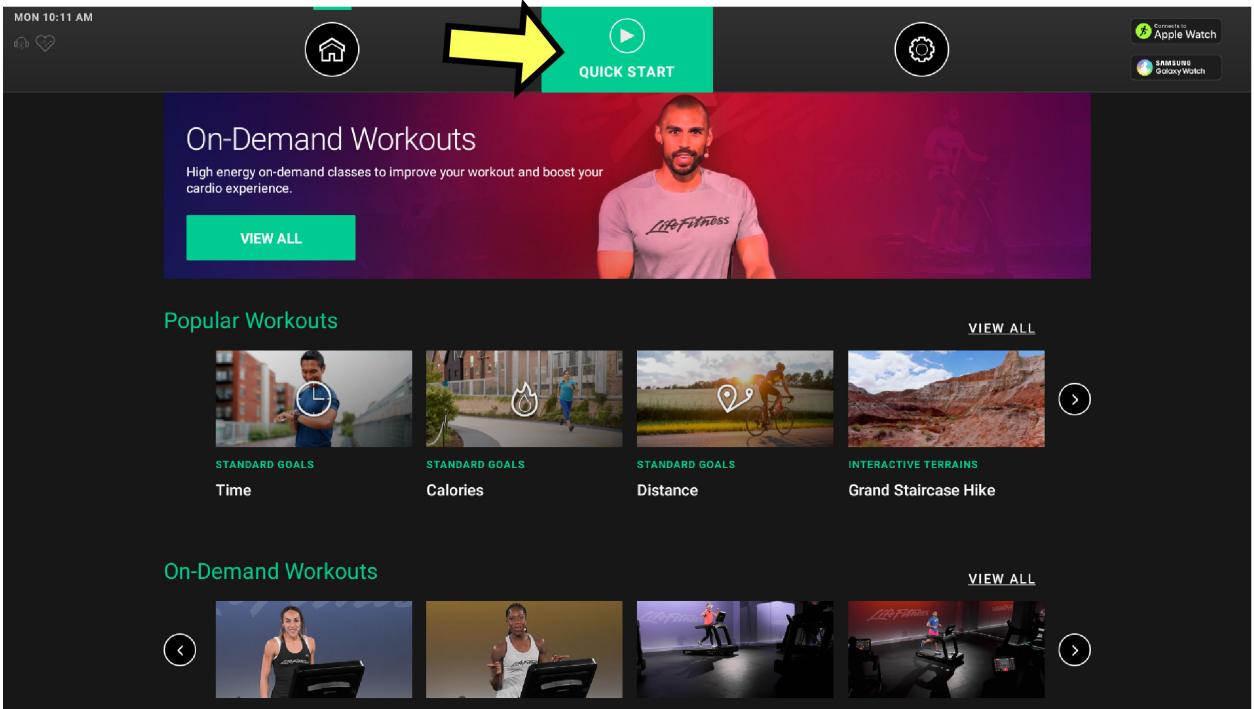 MON 10:11 AM
QUICK START
Connects to
Apple Watch
SAMSUNG
Galaxy Watch
On-Demand Workouts
High energy on-demand classes to improve your workout and boost your
cardio experience.
VIEW ALL
LifeFitness
Popular Workouts
VIEW ALL
STANDARD GOALS
Time
STANDARD GOALS
Calories
STANDARD GOALS
Distance
INTERACTIVE TERRAINS
Grand Staircase Hike
On-Demand Workouts
VIEW ALL
LifeFitness